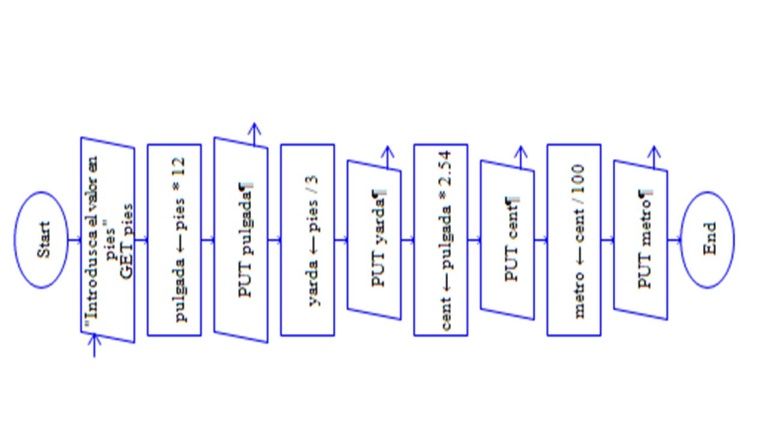 Start
"Introdusca el valor en
pies"
GET pies
pulgada ← pies * 12
PUT pulgada¶
yarda ← pies / 3
PUT yarda¶
cent ← pulgada * 2.54
PUT cent¶
metro ← cent / 100
PUT metro¶
End